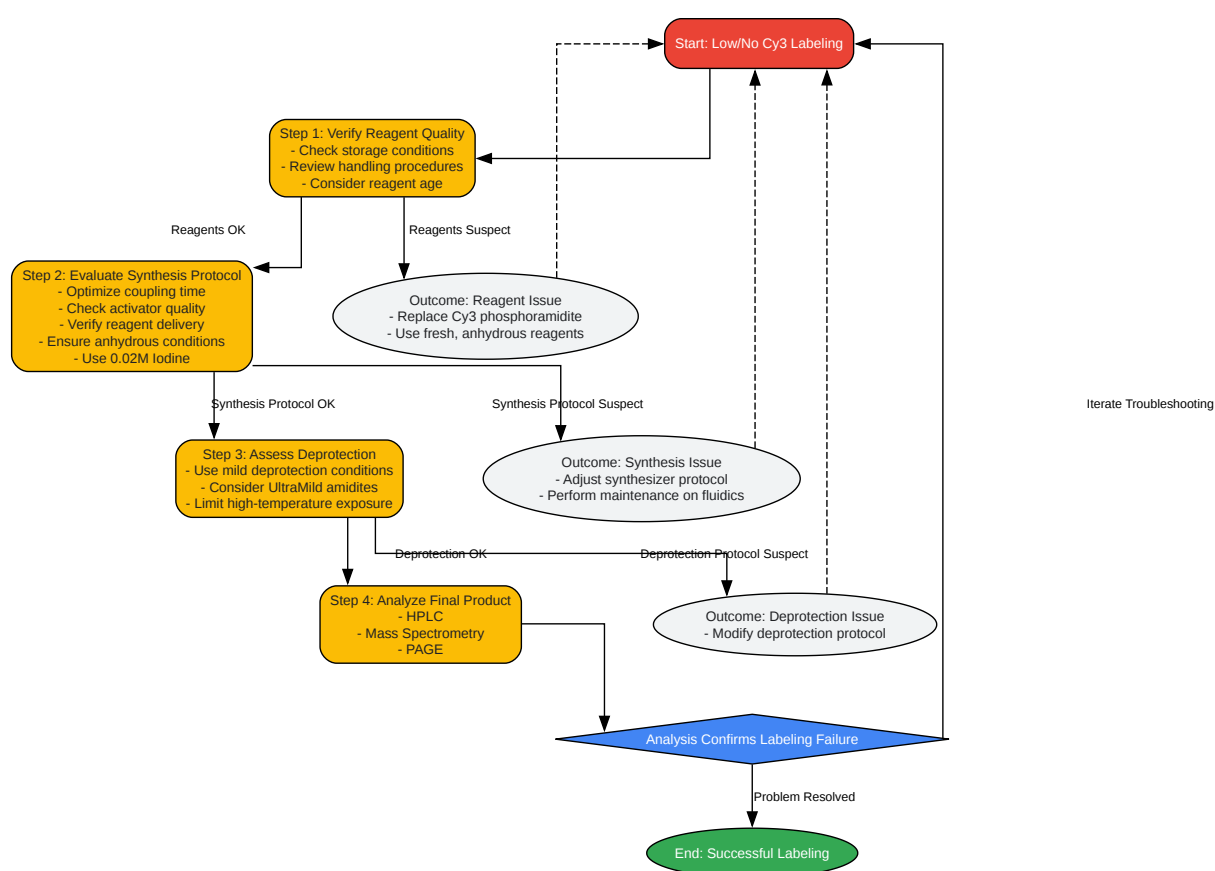 Start: Low/No Cy3 Labeling
Step 1: Verify Reagent Quality
- Check storage conditions
- Review handling procedures
- Consider reagent age
Reagents OK
Reagents Suspect
Step 2: Evaluate Synthesis Protocol
- Optimize coupling time
- Check activator quality
- Verify reagent delivery
- Ensure anhydrous conditions
- Use 0.02M Iodine
Outcome: Reagent Issue
- Replace Cy3 phosphoramidite
- Use fresh, anhydrous reagents
Synthesis Protocol OK
Synthesis Protocol Suspect
Iterate Troubleshooting
Step 3: Assess Deprotection
- Use mild deprotection conditions
- Consider UltraMild amidites
- Limit high-temperature exposure
Outcome: Synthesis Issue
- Adjust synthesizer protocol
- Perform maintenance on fluidics
Deprotection OK
Deprotection Protocol Suspect
Step 4: Analyze Final Product
- HPLC
- Mass Spectrometry
- PAGE
Outcome: Deprotection Issue
- Modify deprotection protocol
Analysis Confirms Labeling Failure
Problem Resolved
End: Successful Labeling